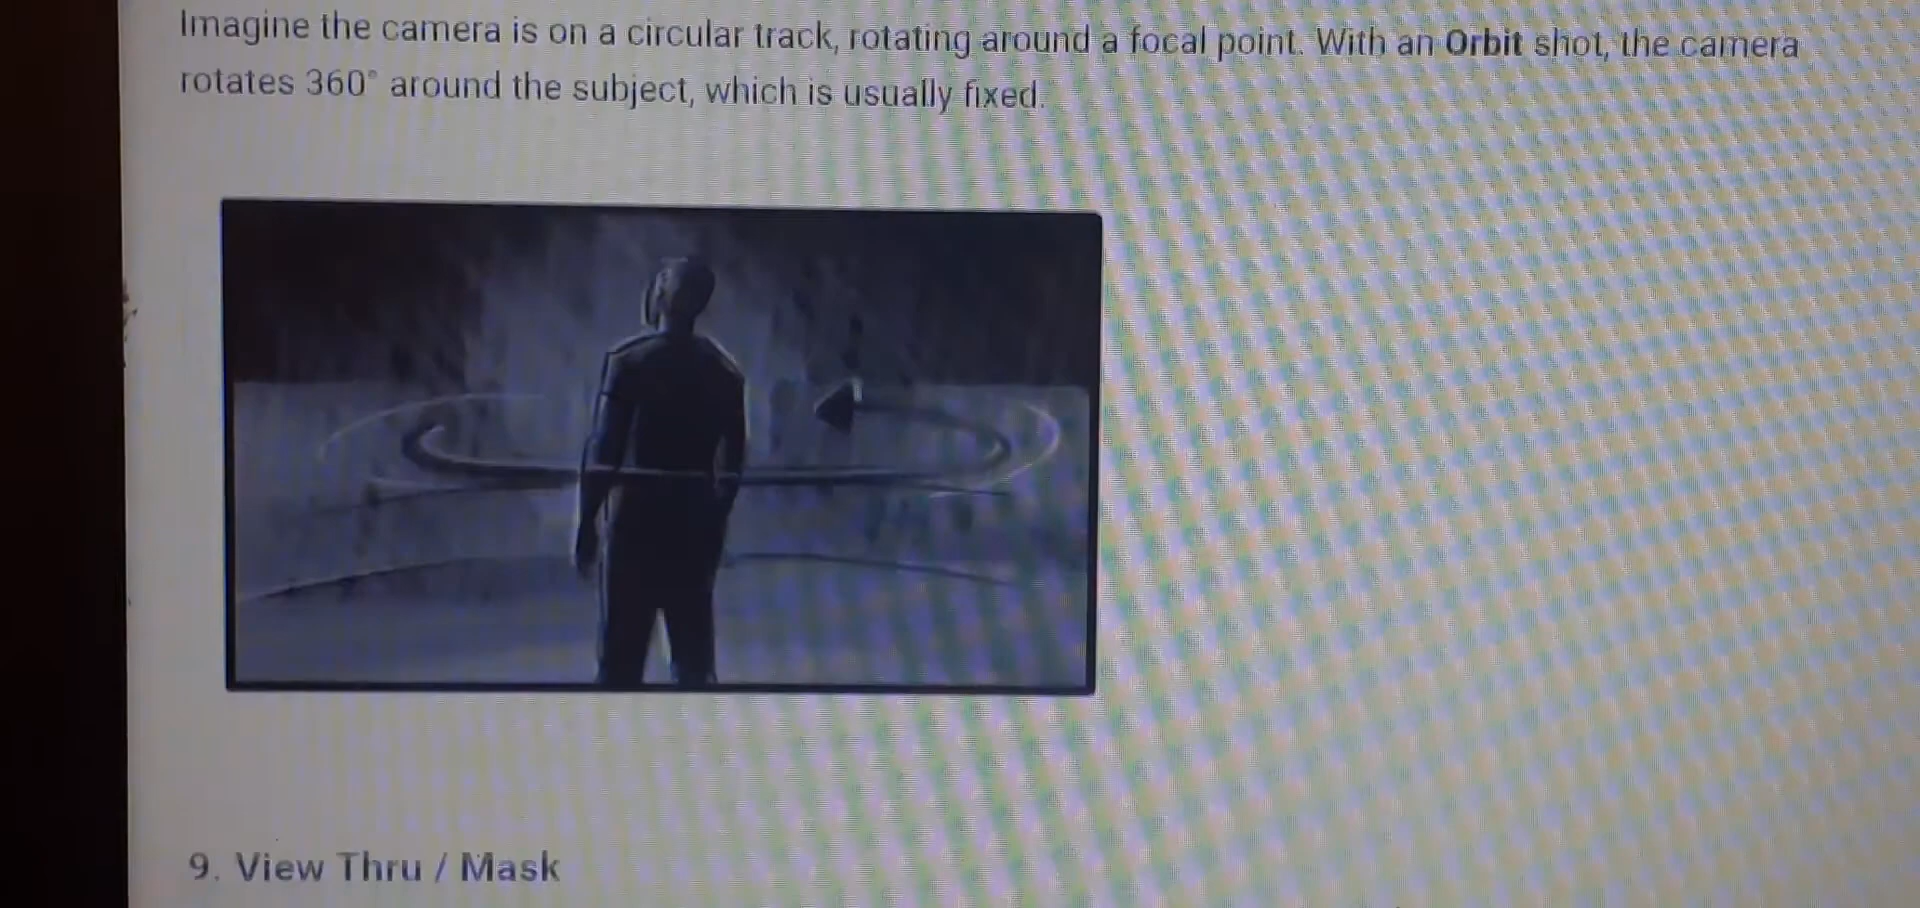 Imagine the camera is on a circular track, rotating around a focal point. With an Orbit shot, the camera
rotates 360° around the subject, which is usually fixed.
9. View Thru / Mask